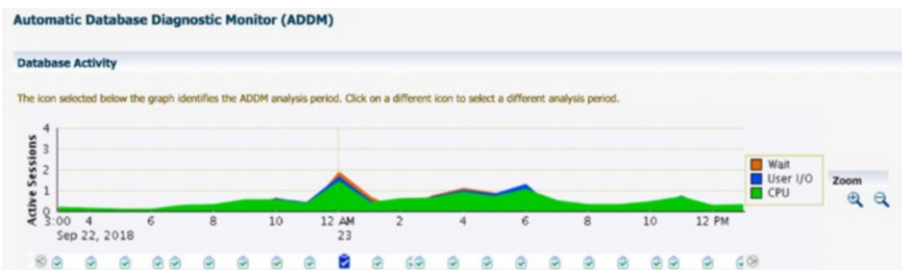 Automatic Database Diagnostic Monitor (ADDM)
Database Activity
The icon selected below the graph identifies the ADDM analysis period. Click on a different icon to select a different analysis period.
Active Sessions
4
3
2
1
0
3:00 4 6 8 10 12 AM 2 4 6 8 10 12 PM
Sep 22, 2018 23
Wait
User I/O
CPU
Zoom